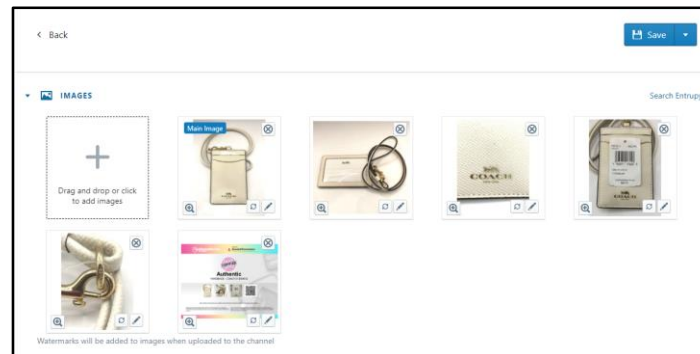 Back
Save
IMAGES
Search Entrupy
Drag and drop or click
to add images
Main Image
COACH
Authentic
Watermarks will be added to images when uploaded to the channel